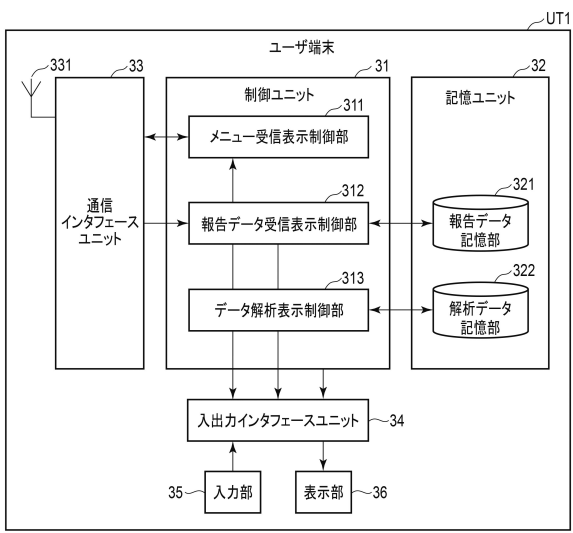 UT1
ユーザ端末
331
33
31
32
制御ユニット
記憶ユニット
311
メニュー受信表示制御部
通信
インタフェース
ユニット
312
報告データ受信表示制御部
321
報告データ
記憶部
313
データ解析表示制御部
322
解析データ
記憶部
入出力インタフェースユニット
34
35
入力部
表示部
36